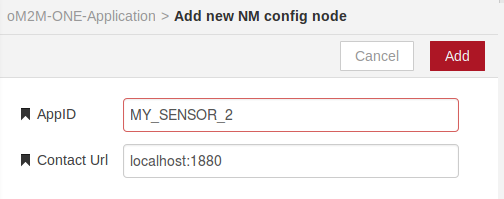 oM2M-ONE-Application > Add new NM config node
Cancel Add
AppID MY_SENSOR_2
Contact Url localhost:1880